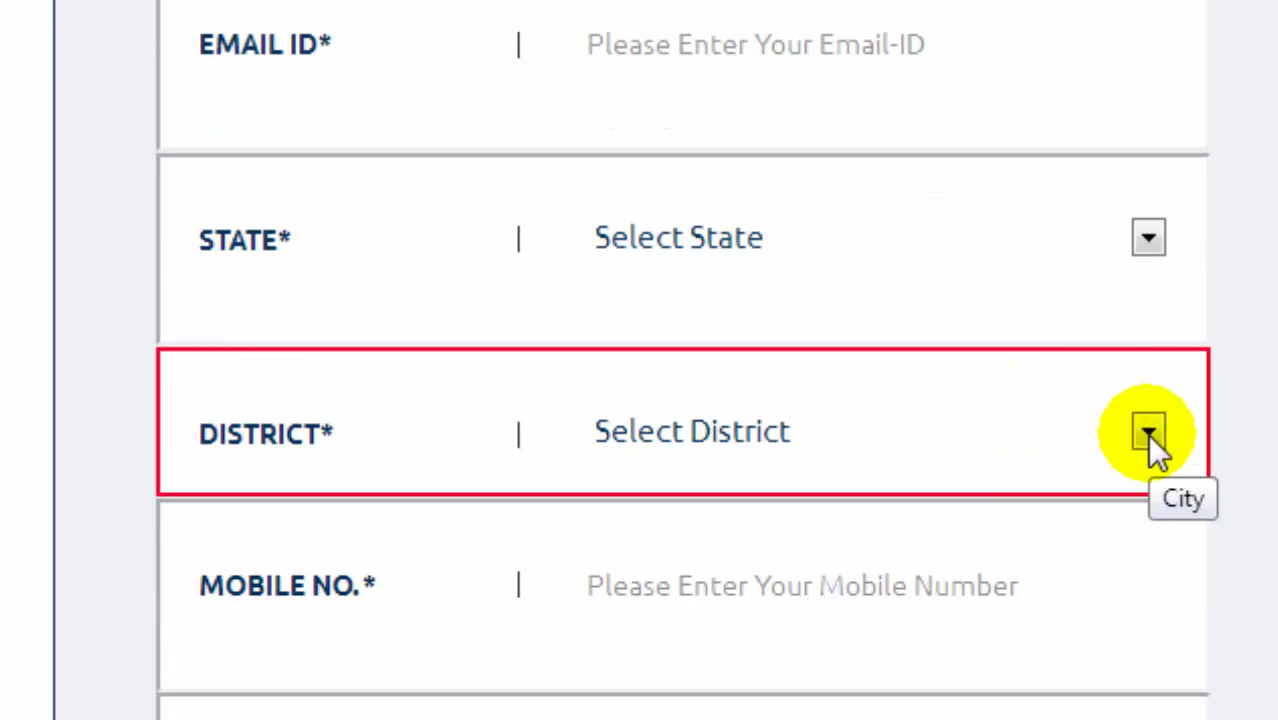 EMAIL ID* | Please Enter Your Email-ID
STATE* | Select State
DISTRICT* | Select District
City
MOBILE NO.* | Please Enter Your Mobile Number